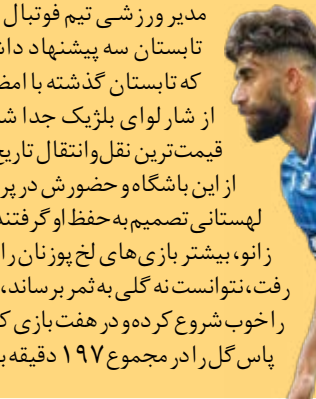 مدیر ورزشی تیم فوتبال
تابستان سه پیشنهاد داش
که تابستان گذشته با امض
از شارلوای بلژیک جدا ش
قیمت‌ترین نقل‌وانتقال تاریخ
از این باشگاه و حضورش در پر
لهستانی تصمیم به حفظ او گرفتند
زانو، بیشتر بازی‌های لخ پوزنان را
رفت، نتوانست نه گلی به ثمر برساند،
را خوب شروع کرده و در هفت بازی ک
پاس گل را در مجموع ۱۹۷ دقیقه ب